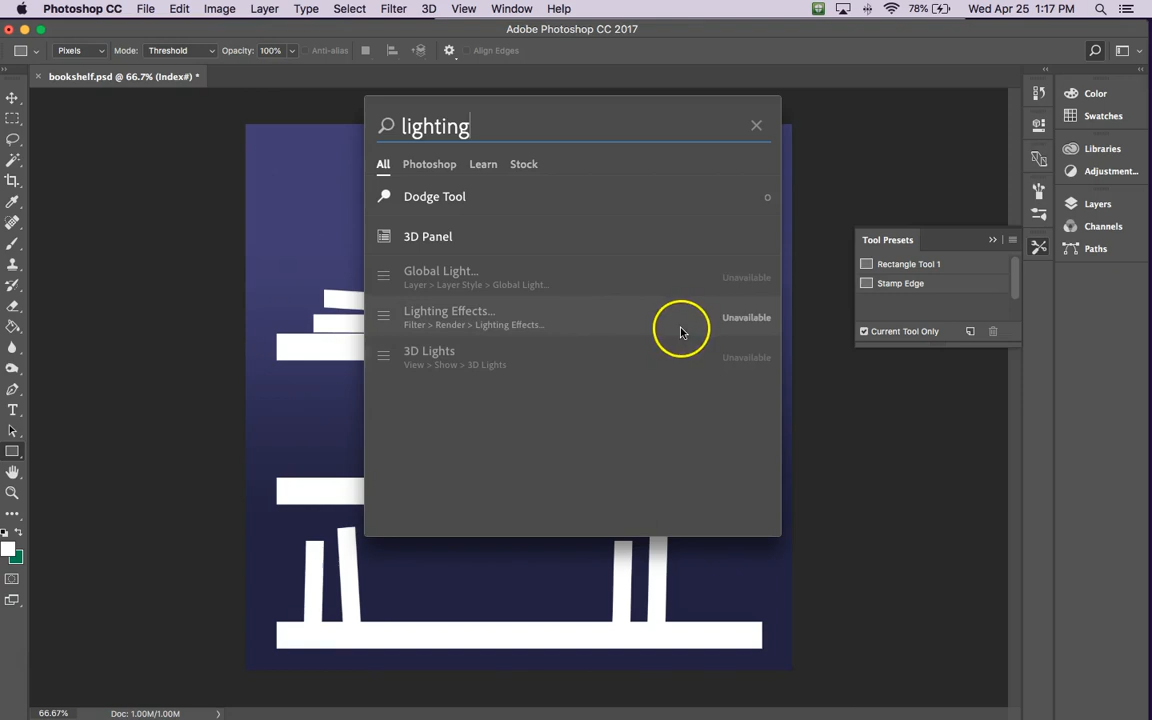 Photoshop CC File Edit Image Layer Type Select Filter 3D View Window Help 78% Wed Apr 25 1:17 PM
Adobe Photoshop CC 2017
Pixels Mode: Threshold Opacity: 100% Anti-alias Align Edges
× bookshelf.psd @ 66.7% (Index#) *
lighting
All Photoshop Learn Stock
Dodge Tool O
3D Panel
Global Light...
Layer > Layer Style > Global Light... Unavailable
Lighting Effects...
Filter > Render > Lighting Effects... Unavailable
3D Lights
View > Show > 3D Lights Unavailable
Color
Swatches
Libraries
Adjustment...
Layers
Channels
Paths
Tool Presets
Rectangle Tool 1
Stamp Edge
Current Tool Only
T
66.67% Doc: 1.00M/1.00M